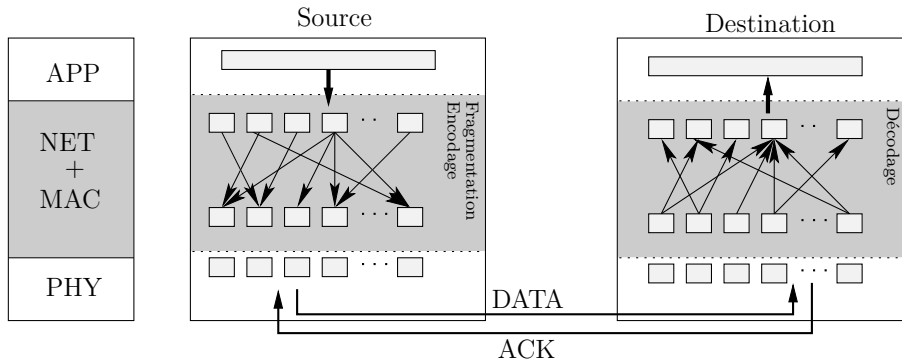 Source
Destination
APP
NET
+
MAC
PHY
Fragmentation
Encodage
. .
. . .
. . .
Décodage
. .
. . .
. . .
DATA
ACK